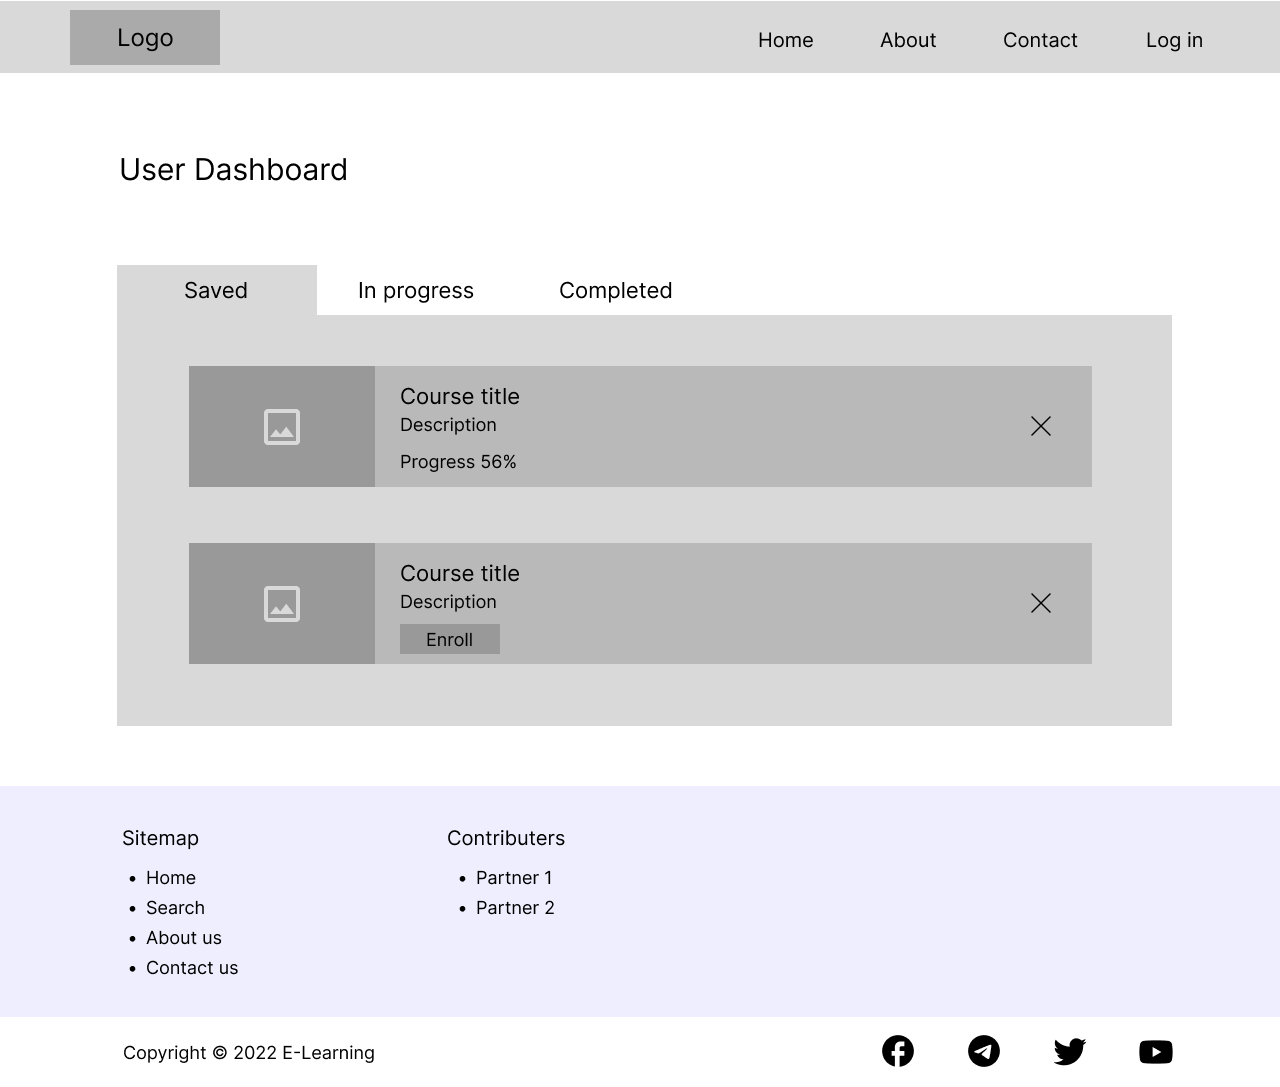 Logo
Home About Contact Log in
User Dashboard
Saved In progress Completed
Course title
Description
Progress 56%
Course title
Description
Enroll
Sitemap
• Home
• Search
• About us
• Contact us
Contributers
• Partner 1
• Partner 2
Copyright © 2022 E-Learning